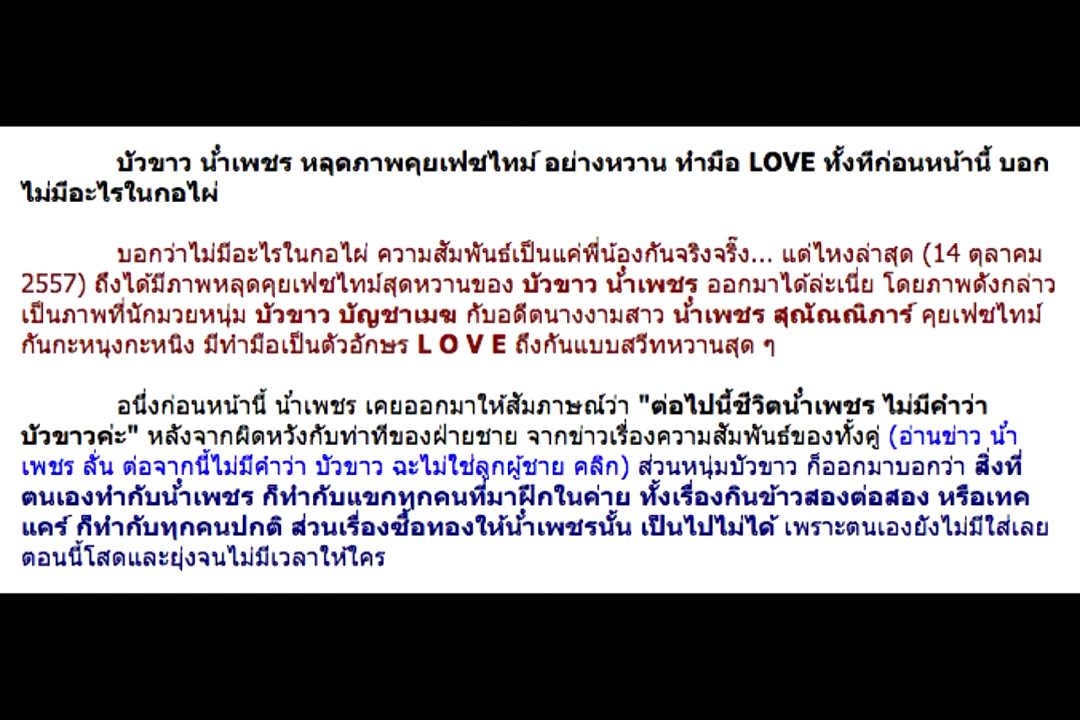 บัวขาว น้ำเพชร หลุดภาพคุยเฟซไทม์ อย่างหวาน ทำมือ LOVE ทั้งทีก่อนหน้านี้ บอก
ไม่มีอะไรในกอไผ่
บอกว่าไม่มีอะไรในกอไผ่ ความสัมพันธ์เป็นแค่พี่น้องกันจริงจริ๊ง... แต่ไหงล่าสุด (14 ตุลาคม
2557) ถึงได้มีภาพหลุดคุยเฟซไทม์สุดหวานของ บัวขาว น้ำเพชร ออกมาได้ล่ะเนี่ย โดยภาพดังกล่าว
เป็นภาพที่นักมวยหนุ่ม บัวขาว บัญชาเมฆ กับอดีตนางงามสาว น้ำเพชร สุณัณณิภาร์ คุยเฟซไทม์
กันกะหนุงกะหนิง มีทำมือเป็นตัวอักษร L O V E ถึงกันแบบสวีทหวานสุด ๆ
อนึ่งก่อนหน้านี้ น้ำเพชร เคยออกมาให้สัมภาษณ์ว่า "ต่อไปนี้ชีวิตน้ำเพชร ไม่มีคำว่า
บัวขาวค่ะ" หลังจากผิดหวังกับท่าทีของฝ่ายชาย จากข่าวเรื่องความสัมพันธ์ของทั้งคู่ (อ่านข่าว น้ำ
เพชร ลั่น ต่อจากนี้ไม่มีคำว่า บัวขาว ฉะไม่ใช่ลูกผู้ชาย คลิก) ส่วนหนุ่มบัวขาว ก็ออกมาบอกว่า สิ่งที่
ตนเองทำกับน้ำเพชร ก็ทำกับแขกทุกคนที่มาฝึกในค่าย ทั้งเรื่องกินข้าวสองต่อสอง หรือเทค
แคร์ ก็ทำกับทุกคนปกติ ส่วนเรื่องซื้อทองให้น้ำเพชรนั้น เป็นไปไม่ได้ เพราะตนเองยังไม่มีใส่เลย
ตอนนี้โสดและยุ่งจนไม่มีเวลาให้ใคร